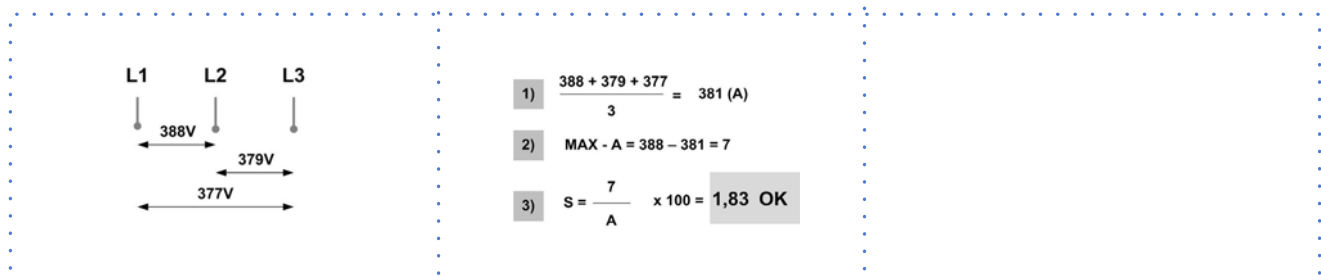 L1 L2 L3
388V
379V
377V
1) 388 + 379 + 377
3
= 381 (A)
2) MAX - A = 388 – 381 = 7
3) S = 7
A
x 100 = 1,83 OK